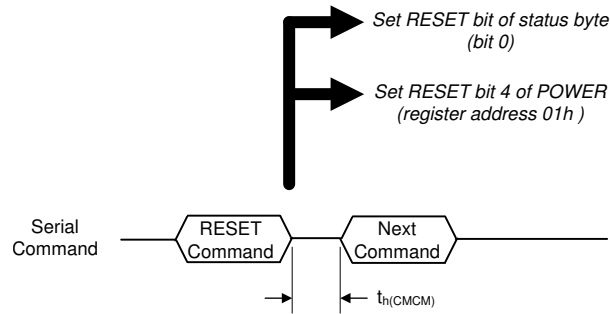 Set RESET bit of status byte
(bit 0)
Set RESET bit 4 of POWER
(register address 01h )
Serial
Command
RESET
Command
Next
Command
th(CMCM)